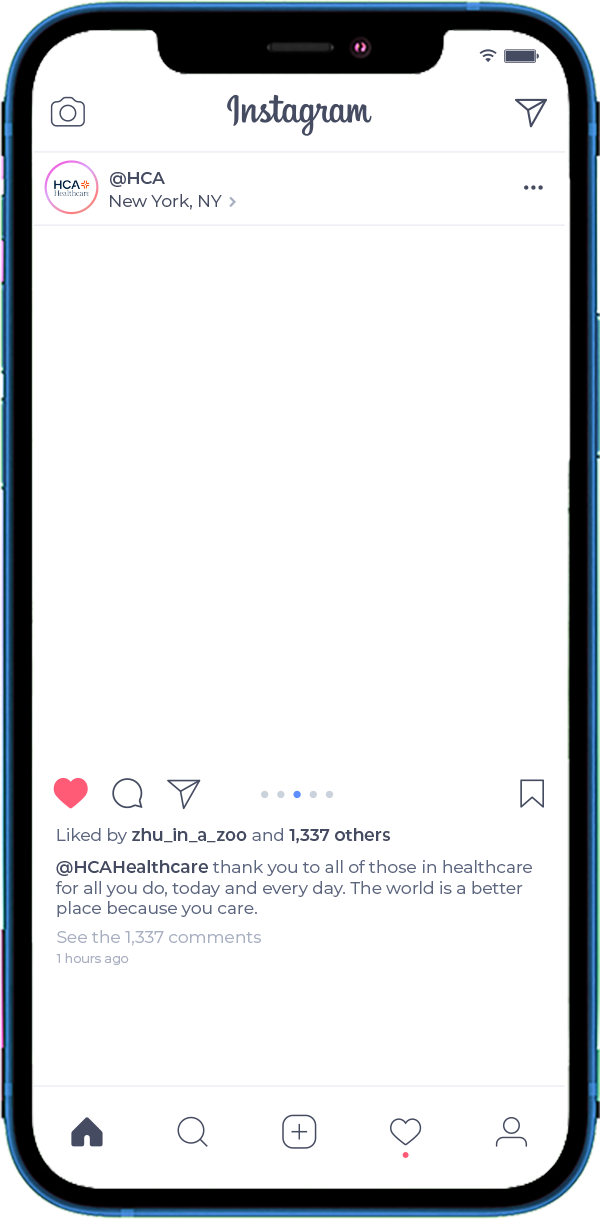 Instagram
HCA
Healthcare
@HCA
New York, NY
Liked by zhu_in_a_zoo and 1,337 others
@HCAHealthcare thank you to all of those in healthcare
for all you do, today and every day. The world is a better
place because you care.
See the 1,337 comments
1 hours ago